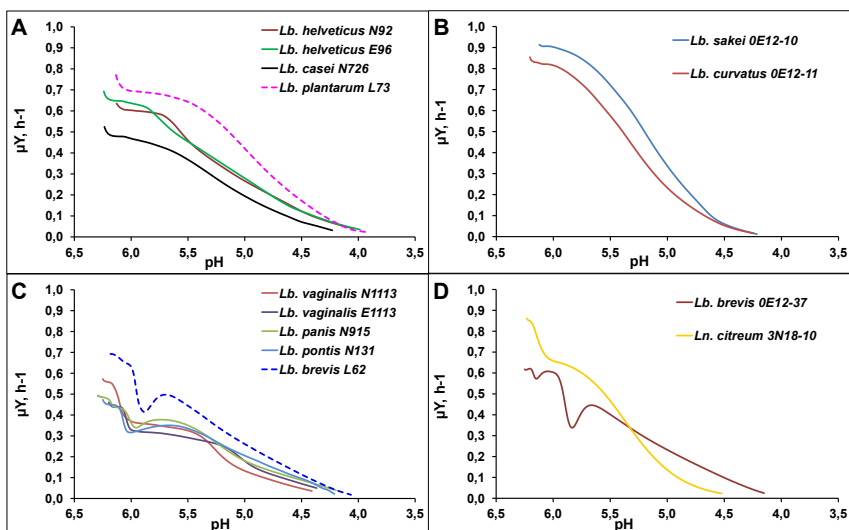 A
Lb. helveticus N92
Lb. helveticus E96
Lb. casei N726
Lb. plantarum L73
µY, h-1
1,0
0,9
0,8
0,7
0,6
0,5
0,4
0,3
0,2
0,1
0,0
6,5 6,0 5,5 5,0 4,5 4,0 3,5
pH
B
Lb. sakei 0E12-10
Lb. curvatus 0E12-11
µY, h-1
1,0
0,9
0,8
0,7
0,6
0,5
0,4
0,3
0,2
0,1
0,0
6,5 6,0 5,5 5,0 4,5 4,0 3,5
pH
C
Lb. vaginalis N1113
Lb. vaginalis E1113
Lb. panis N915
Lb. pontis N131
Lb. brevis L62
µY, h-1
1,0
0,9
0,8
0,7
0,6
0,5
0,4
0,3
0,2
0,1
0,0
6,5 6,0 5,5 5,0 4,5 4,0 3,5
pH
D
Lb. brevis 0E12-37
Ln. citreum 3N18-10
µY, h-1
1,0
0,9
0,8
0,7
0,6
0,5
0,4
0,3
0,2
0,1
0,0
6,5 6,0 5,5 5,0 4,5 4,0 3,5
pH